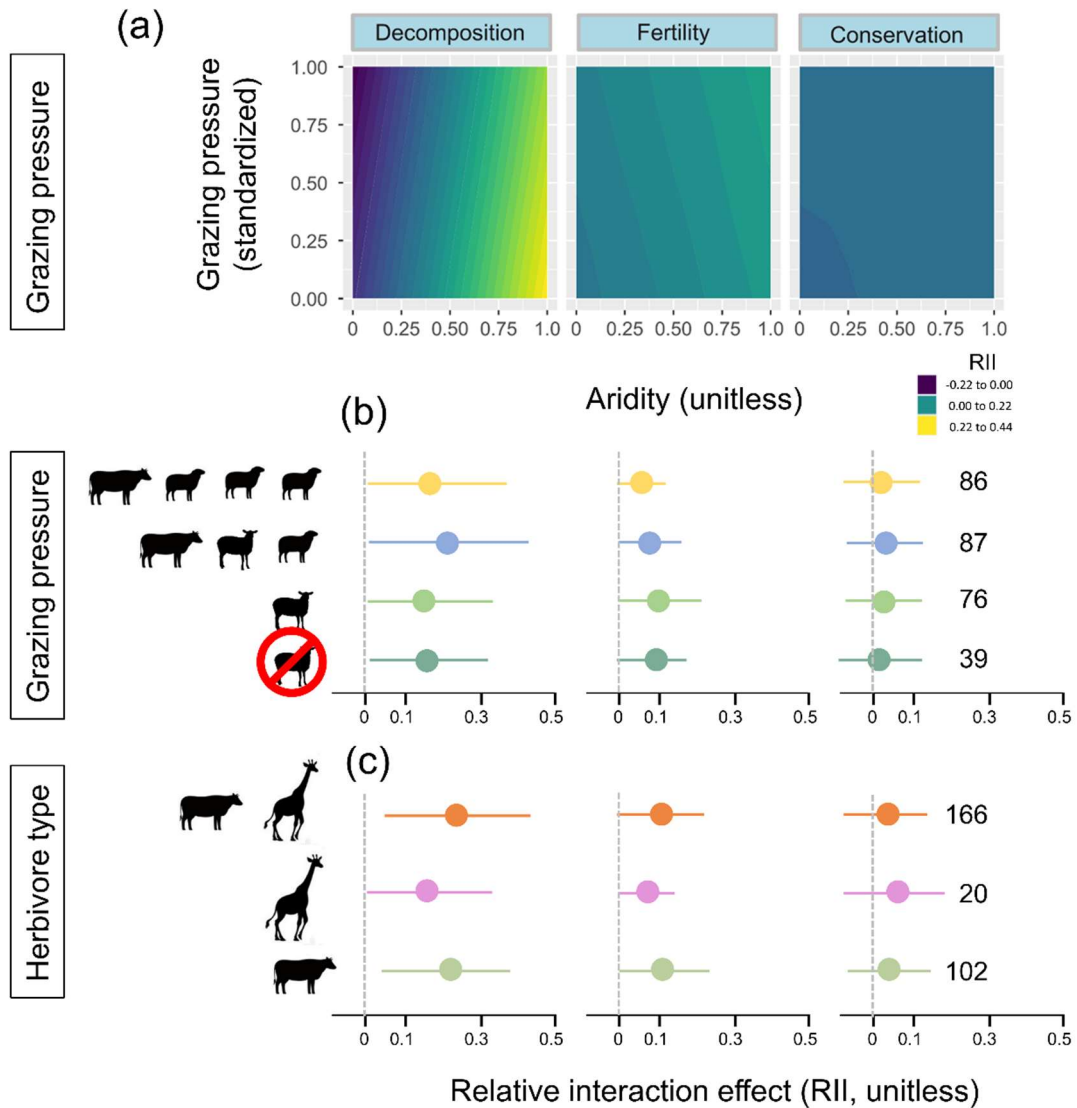 (a)
Decomposition Fertility Conservation
Grazing pressure
Grazing pressure
(standardized)
1.00
0.75
0.50
0.25
0.00
0 0.25 0.50 0.75 1.0 0 0.25 0.50 0.75 1.0 0 0.25 0.50 0.75 1.0
Aridity (unitless)
RII
-0.22 to 0.00
0.00 to 0.22
0.22 to 0.44
(b)
Grazing pressure
86
87
76
39
0 0.1 0.3 0.5 0 0.1 0.3 0.5 0 0.1 0.3 0.5
(c)
Herbivore type
166
20
102
0 0.1 0.3 0.5 0 0.1 0.3 0.5 0 0.1 0.3 0.5
Relative interaction effect (RII, unitless)